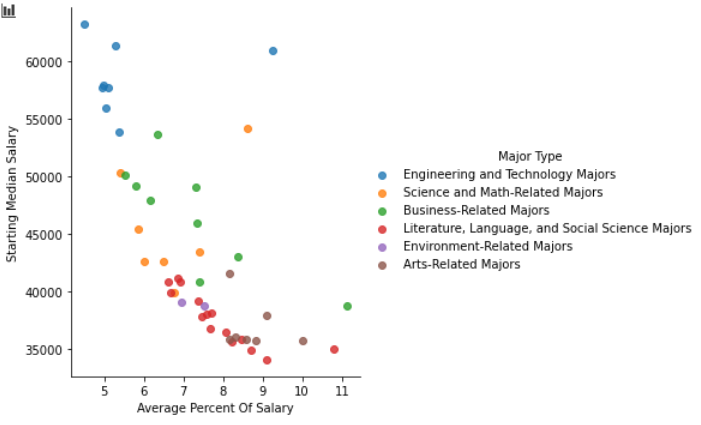 60000
55000
50000
45000
40000
35000
Starting Median Salary
5 6 7 8 9 10 11
Average Percent Of Salary
Major Type
Engineering and Technology Majors
Science and Math-Related Majors
Business-Related Majors
Literature, Language, and Social Science Majors
Environment-Related Majors
Arts-Related Majors